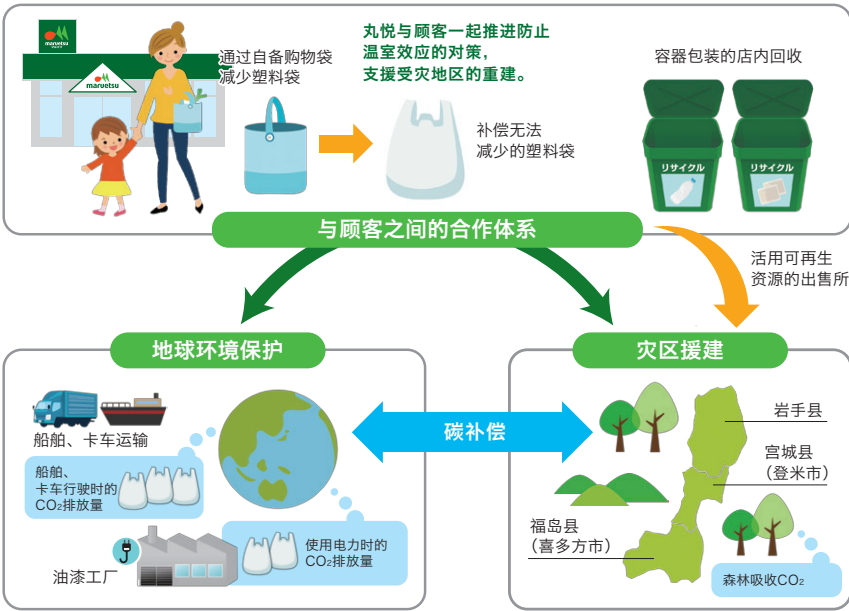 maruetsu
maruetsu
通过自备购物袋
减少塑料袋
丸悦与顾客一起推进防止
温室效应的对策，
支援受灾地区的重建。
补偿无法
减少的塑料袋
容器包装的店内回收
リサイクル
リサイクル
与顾客之间的合作体系
活用可再生
资源的出售所
地球环境保护
灾区援建
船舶、卡车运输
船舶、
卡车行驶时的
CO₂排放量
油漆工厂
使用电力时的
CO₂排放量
碳补偿
岩手县
宫城县
（登米市）
福岛县
（喜多方市）
森林吸收CO₂